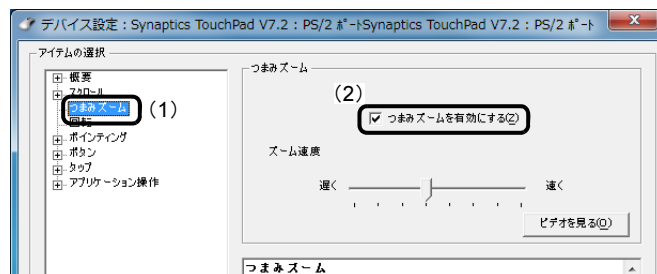 デバイス設定 : Synaptics TouchPad V7.2 : PS/2 ﾎﾟｰﾄSynaptics TouchPad V7.2 : PS/2 ﾎﾟｰﾄ
アイテムの選択
概要
スクロール
つまみズーム
(1)
回転
ポインティング
ボタン
タップ
アプリケーション操作
つまみズーム
(2)
つまみズームを有効にする(Z)
ズーム速度
遅く
速く
ビデオを見る(O)
つまみズーム